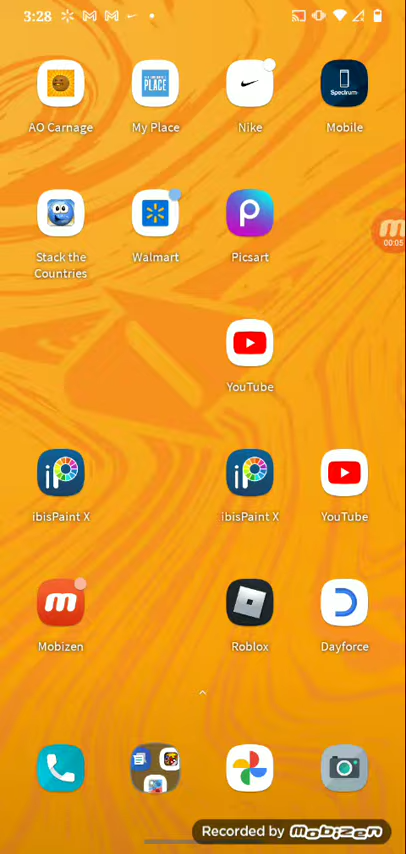 3:28
00:05
PLACE
Spectrum
AO Carnage
My Place
Nike
Mobile
Stack the
Countries
Walmart
Picsart
YouTube
ibisPaint X
ibisPaint X
YouTube
Mobizen
Roblox
Dayforce
Recorded by Mobizen